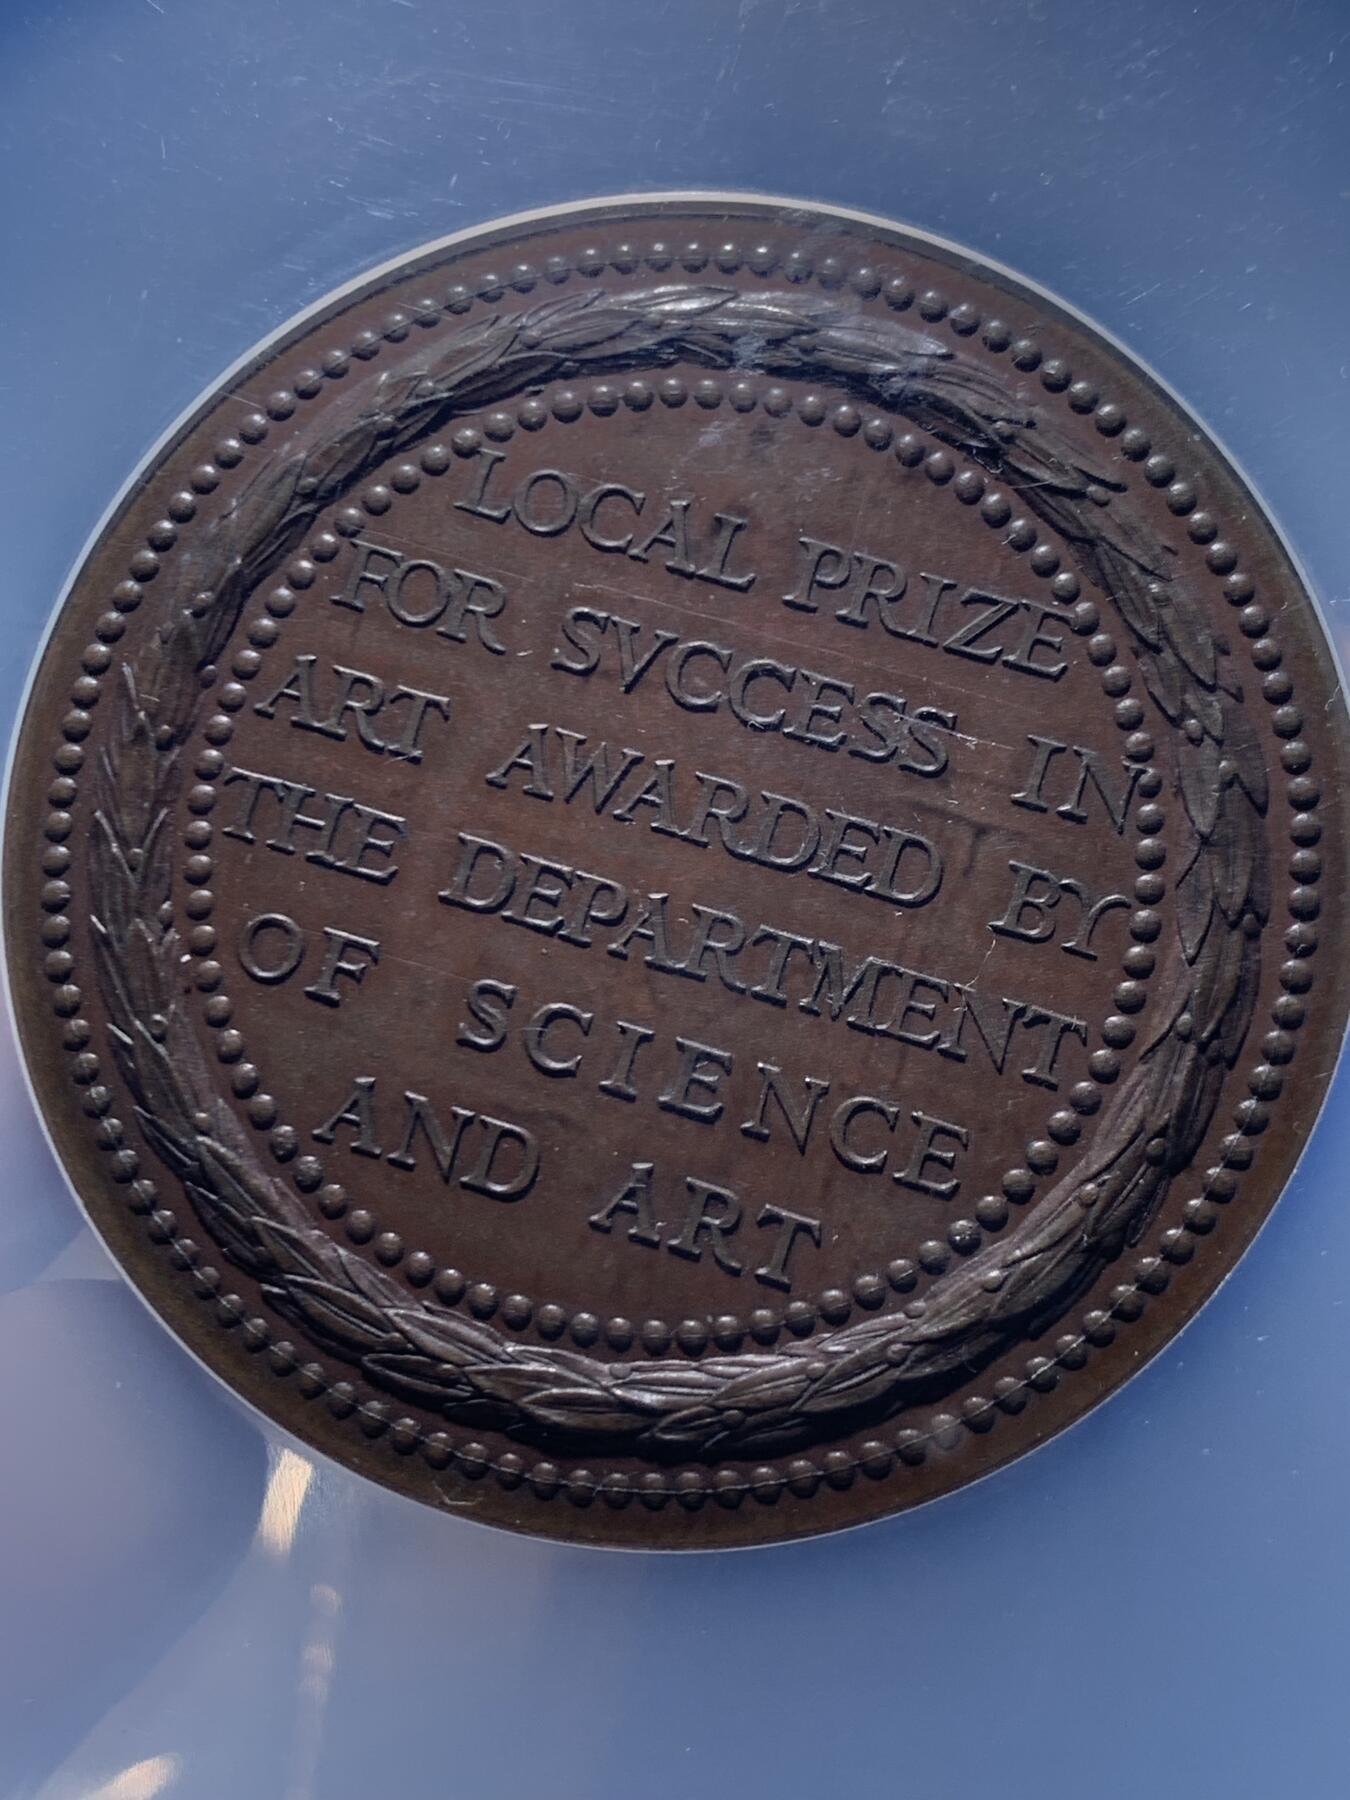 LOCAL PRIZE
FOR SVCCESS IN
ART AWARDED BY
THE DEPARTMENT
OF SCIENCE
AND ART